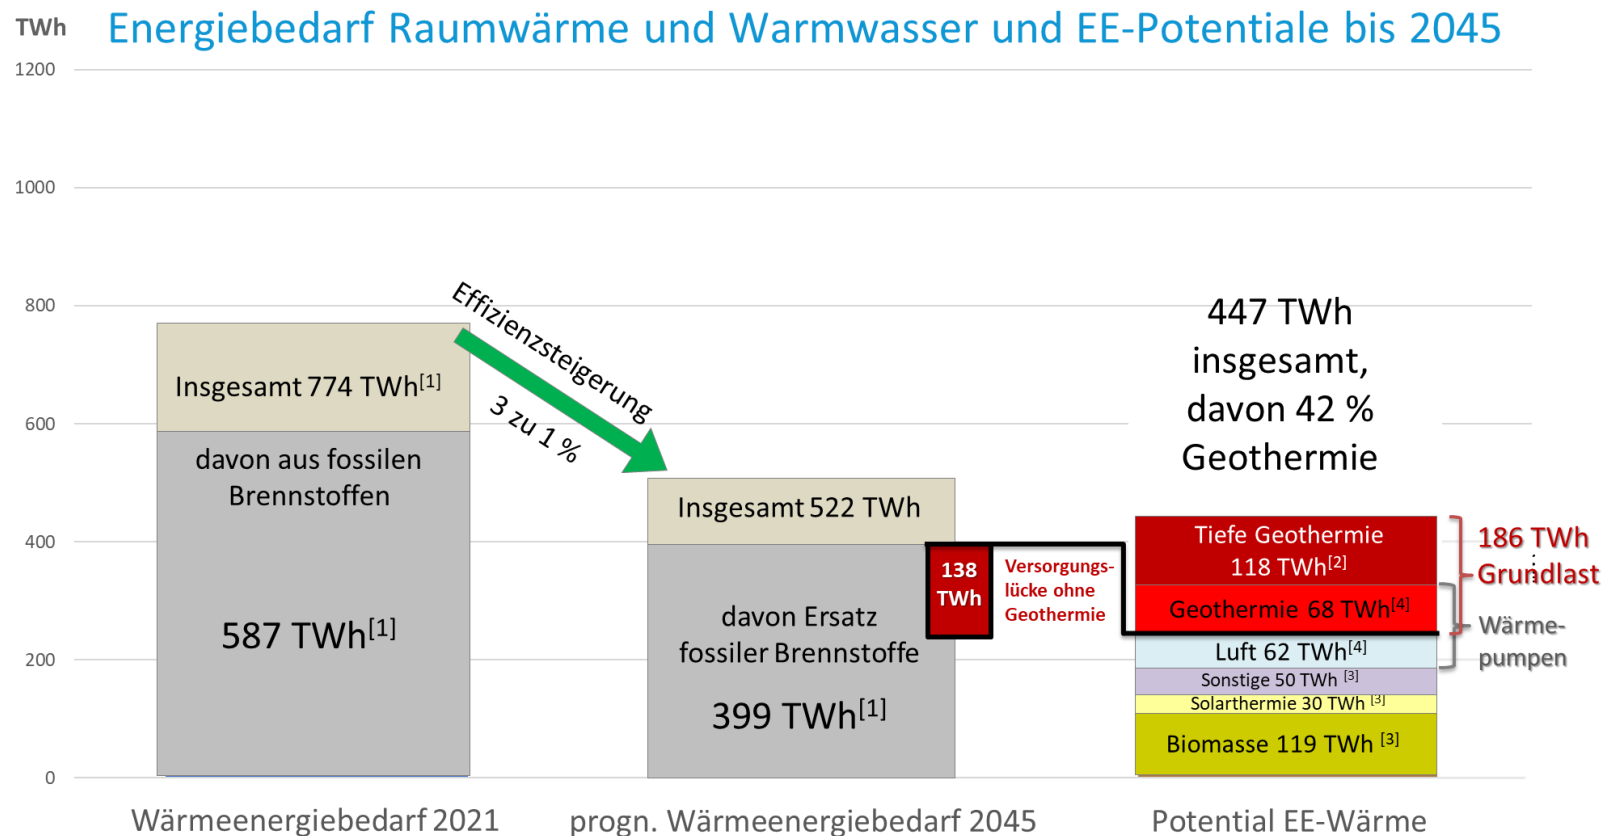 TWh
Energiebedarf Raumwärme und Warmwasser und EE-Potentiale bis 2045
1200
1000
800
600
400
200
0
Insgesamt 774 TWh[1]
davon aus fossilen
Brennstoffen
587 TWh[1]
Effizienzsteigerung
3 zu 1 %
Insgesamt 522 TWh
davon Ersatz
fossiler Brennstoffe
399 TWh[1]
138
TWh
Versorgungs-
lücke ohne
Geothermie
447 TWh
insgesamt,
davon 42 %
Geothermie
Tiefe Geothermie
118 TWh[2]
Geothermie 68 TWh[4]
Luft 62 TWh[4]
Sonstige 50 TWh [3]
Solarthermie 30 TWh [3]
Biomasse 119 TWh [3]
186 TWh
Grundlast
Wärme-
pumpen
Wärmeenergiebedarf 2021
progn. Wärmeenergiebedarf 2045
Potential EE-Wärme